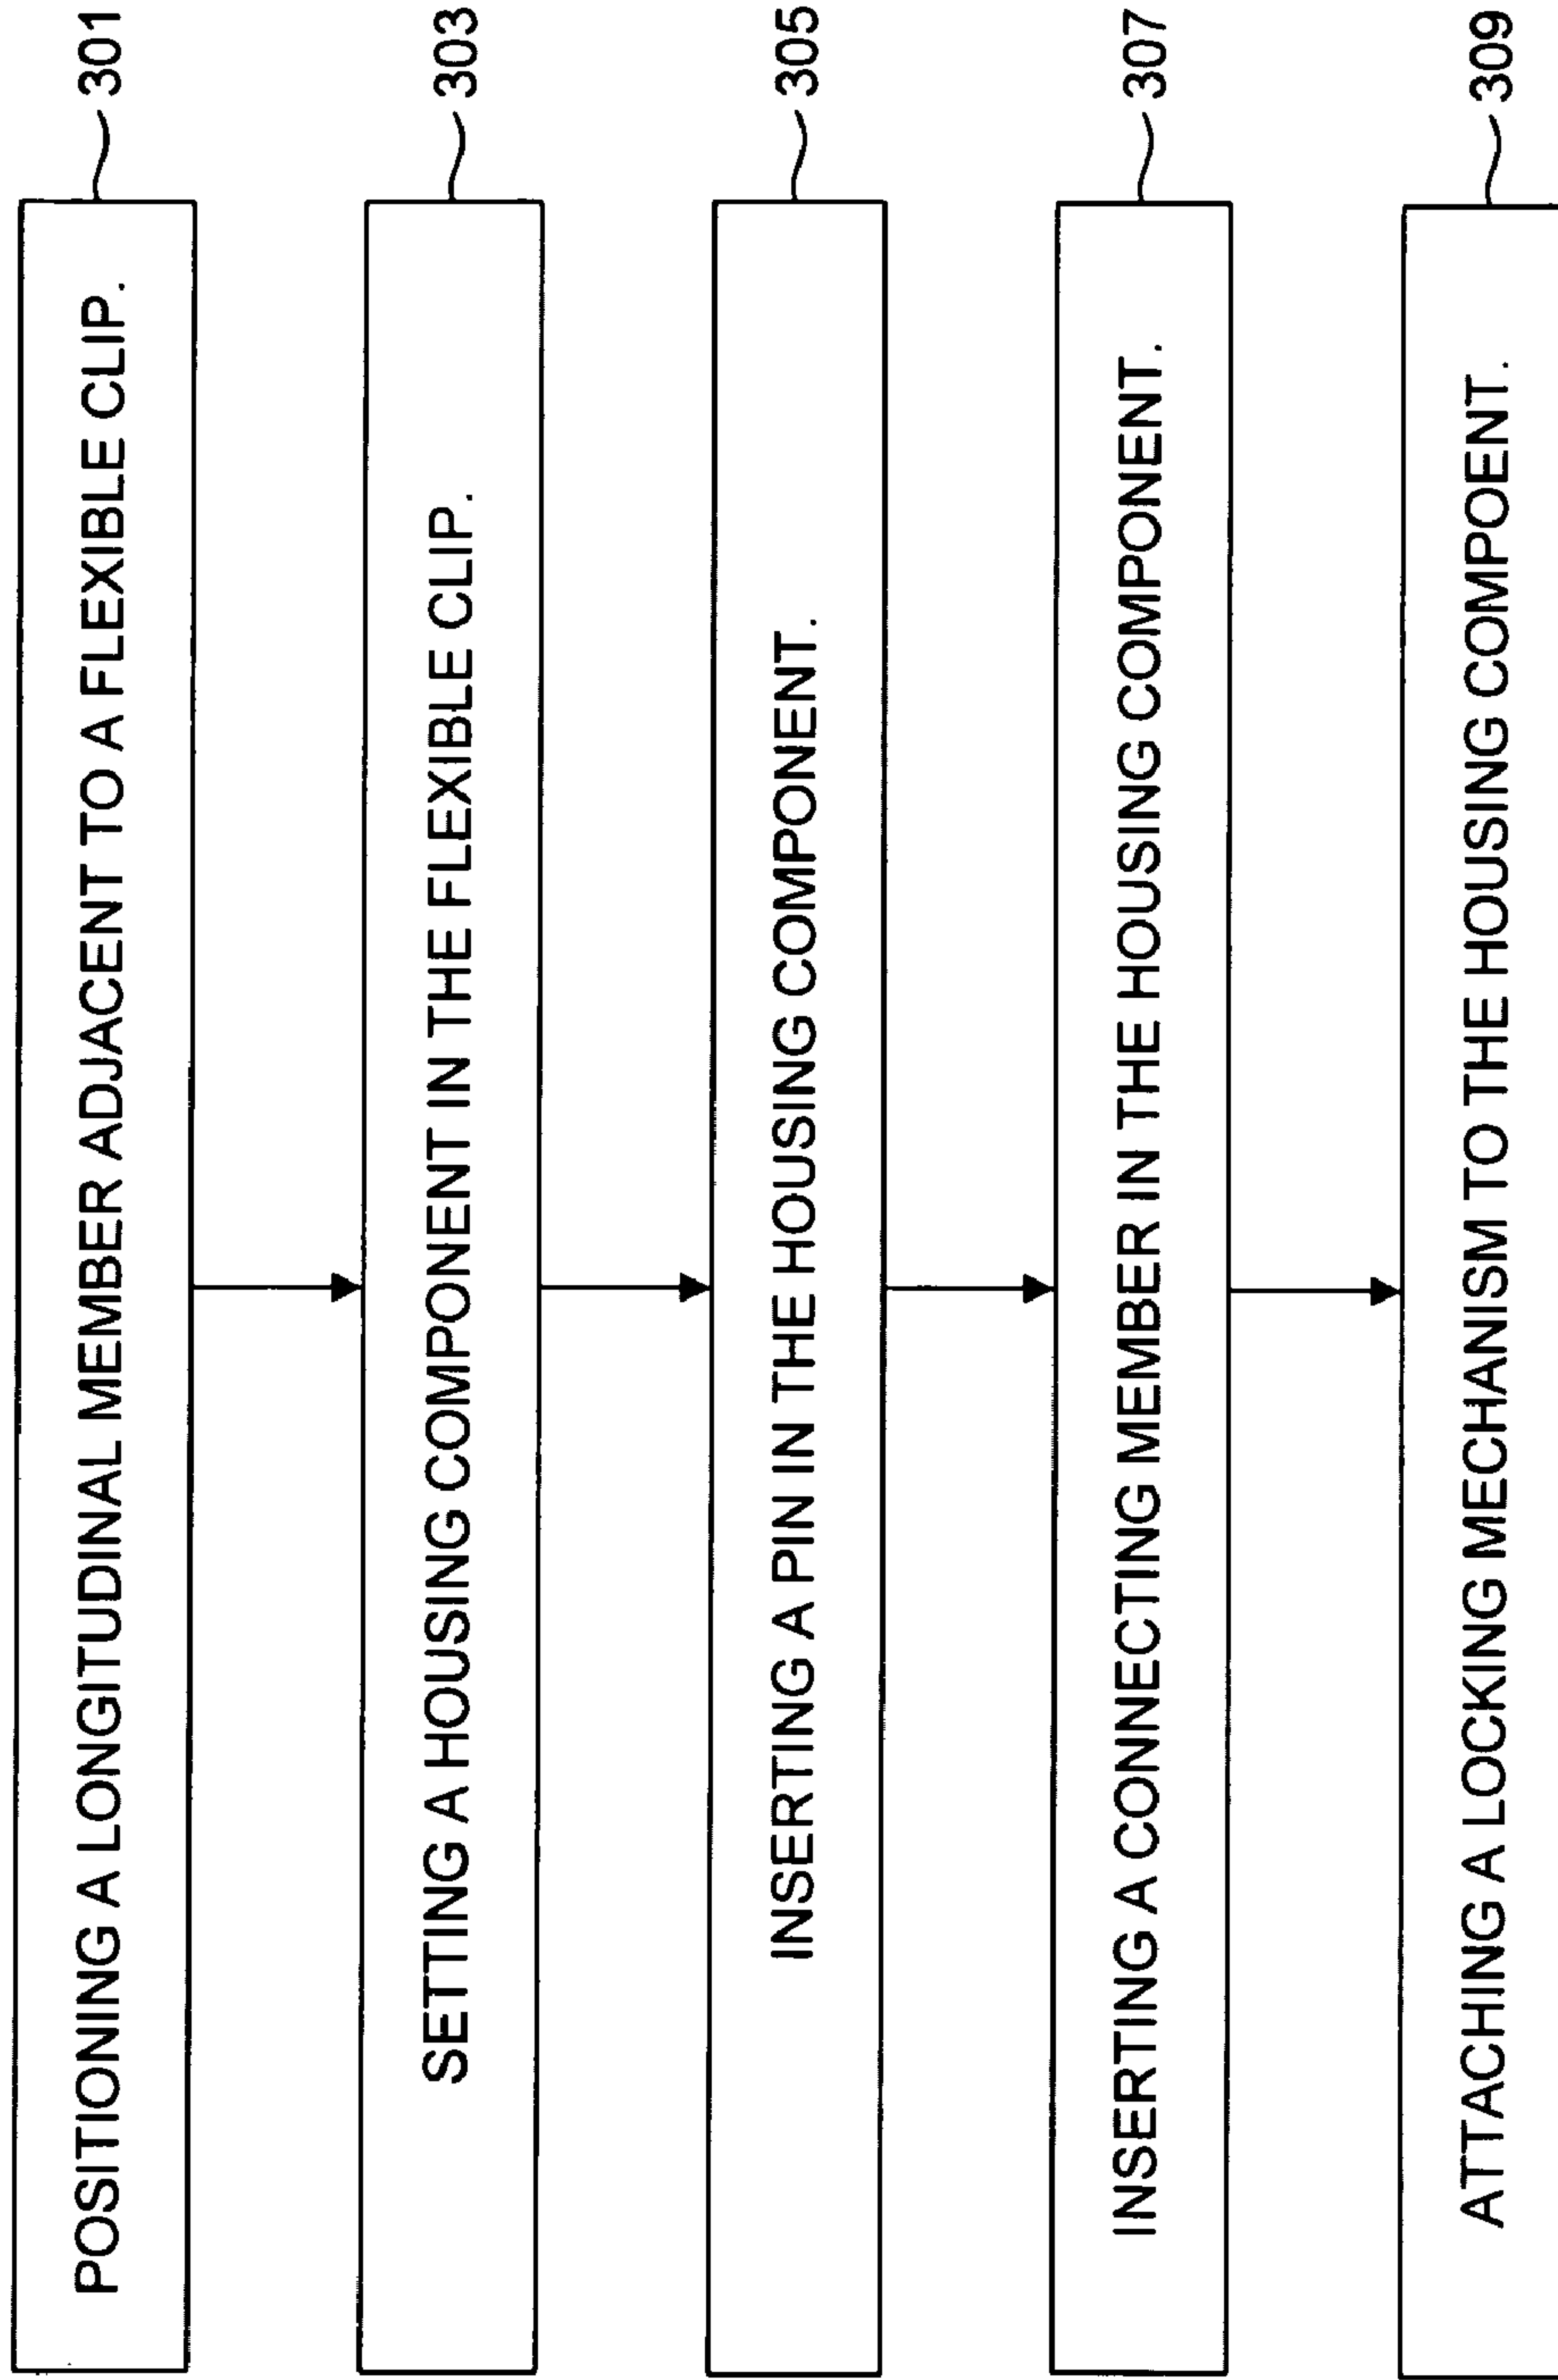 POSITIONING A LONGITUDINAL MEMBER ADJACENT TO A FLEXIBLE CLIP.
301
SETTING A HOUSING COMPONENT IN THE FLEXIBLE CLIP.
303
INSERTING A PIN IN THE HOUSING COMPONENT.
305
INSERTING A CONNECTING MEMBER IN THE HOUSING COMPONENT.
307
ATTACHING A LOCKING MECHANISM TO THE HOUSING COMPOENT.
309